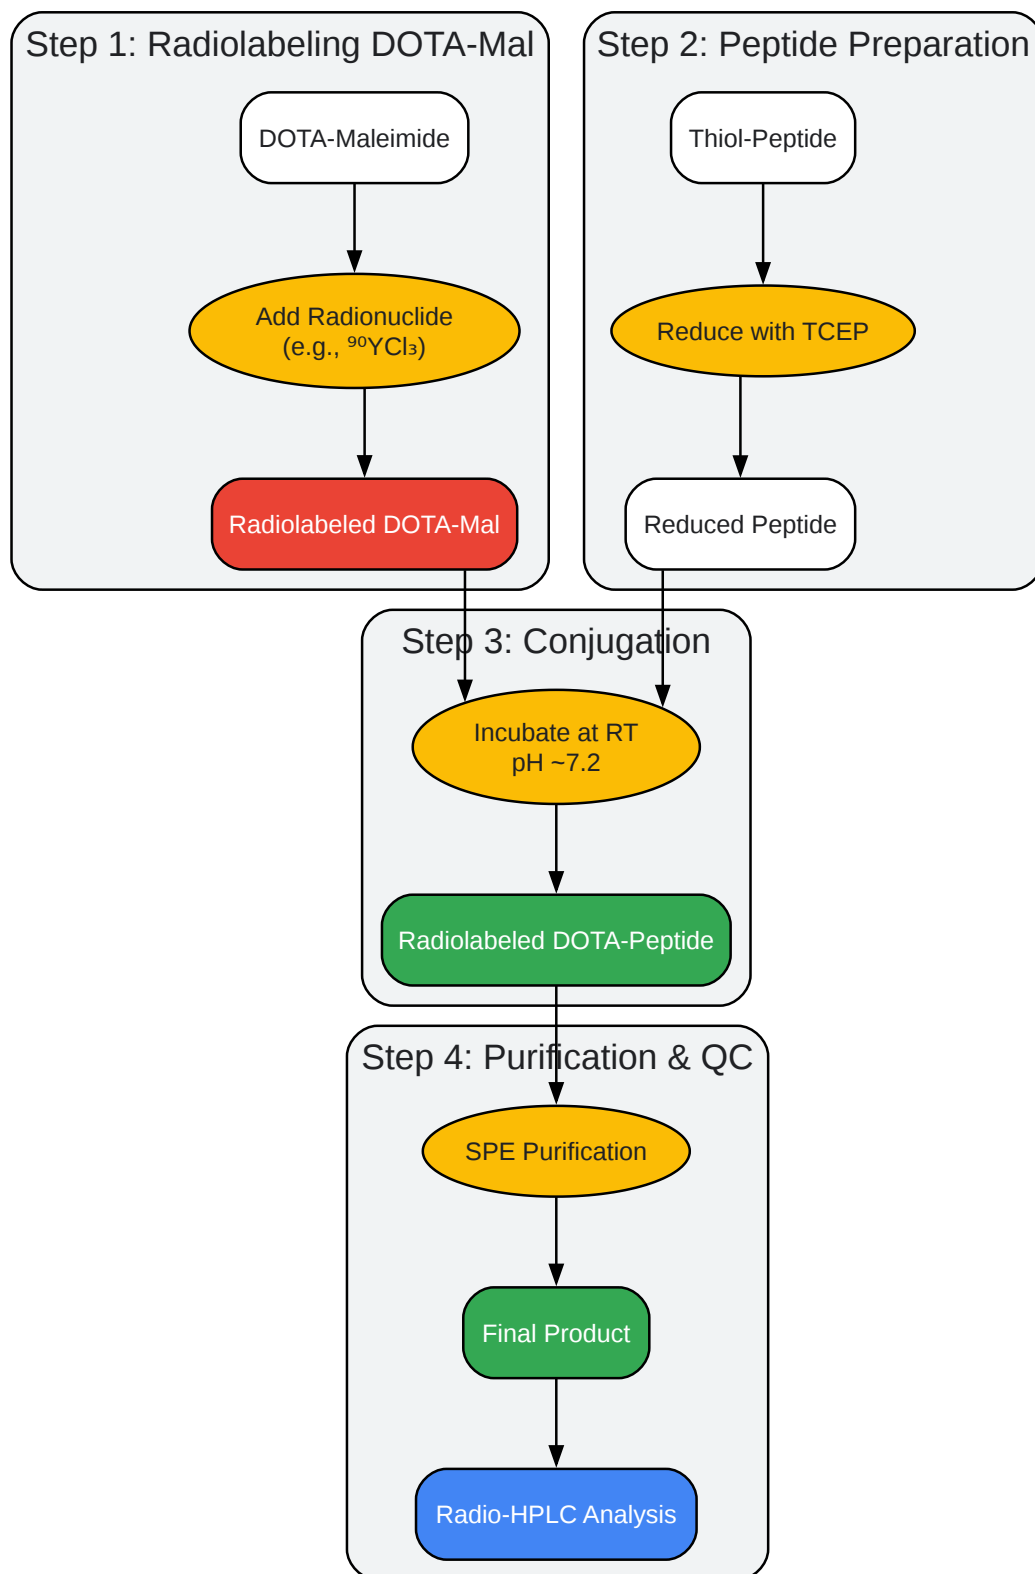 Step 1: Radiolabeling DOTA-Mal
DOTA-Maleimide
Add Radionuclide
(e.g., ⁹⁰YCl₃)
Radiolabeled DOTA-Mal
Step 2: Peptide Preparation
Thiol-Peptide
Reduce with TCEP
Reduced Peptide
Step 3: Conjugation
Incubate at RT
pH ~7.2
Radiolabeled DOTA-Peptide
Step 4: Purification & QC
SPE Purification
Final Product
Radio-HPLC Analysis